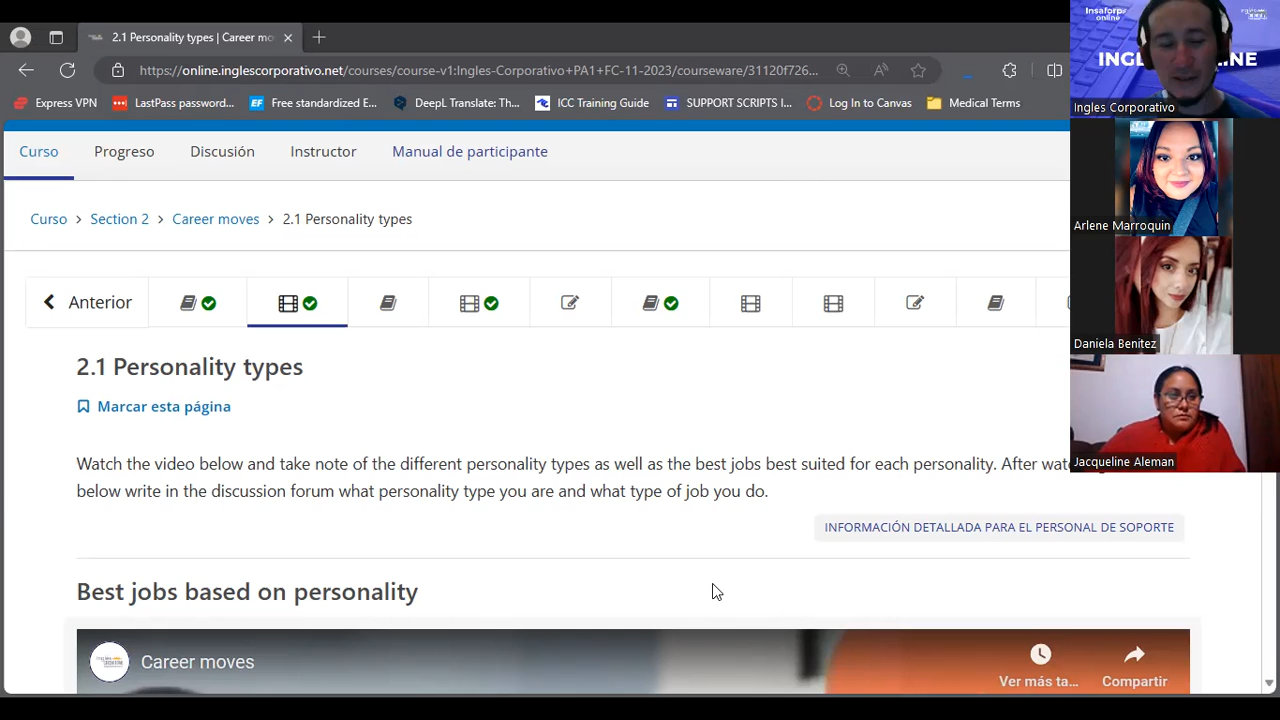 2.1 Personality types | Career mo
https://online.inglescorporativo.net/courses/course-v1:Ingles-Corporativo+PA1+FC-11-2023/courseware/31120f726...
Express VPN
LastPass password...
Free standardized E...
DeepL Translate: Th...
ICC Training Guide
SUPPORT SCRIPTS I...
Log In to Canvas
Medical Terms
Curso
Progreso
Discusión
Instructor
Manual de participante
Curso > Section 2 > Career moves > 2.1 Personality types
Anterior
2.1 Personality types
Marcar esta página
Watch the video below and take note of the different personality types as well as the best jobs best suited for each personality. After
below write in the discussion forum what personality type you are and what type of job you do.
INFORMACIÓN DETALLADA PARA EL PERSONAL DE SOPORTE
Best jobs based on personality
Career moves
Ver más ta...
Compartir
Insaforp
online
Ingles Corporativo
Arlene Marroquin
Daniela Benitez
Jacqueline Aleman